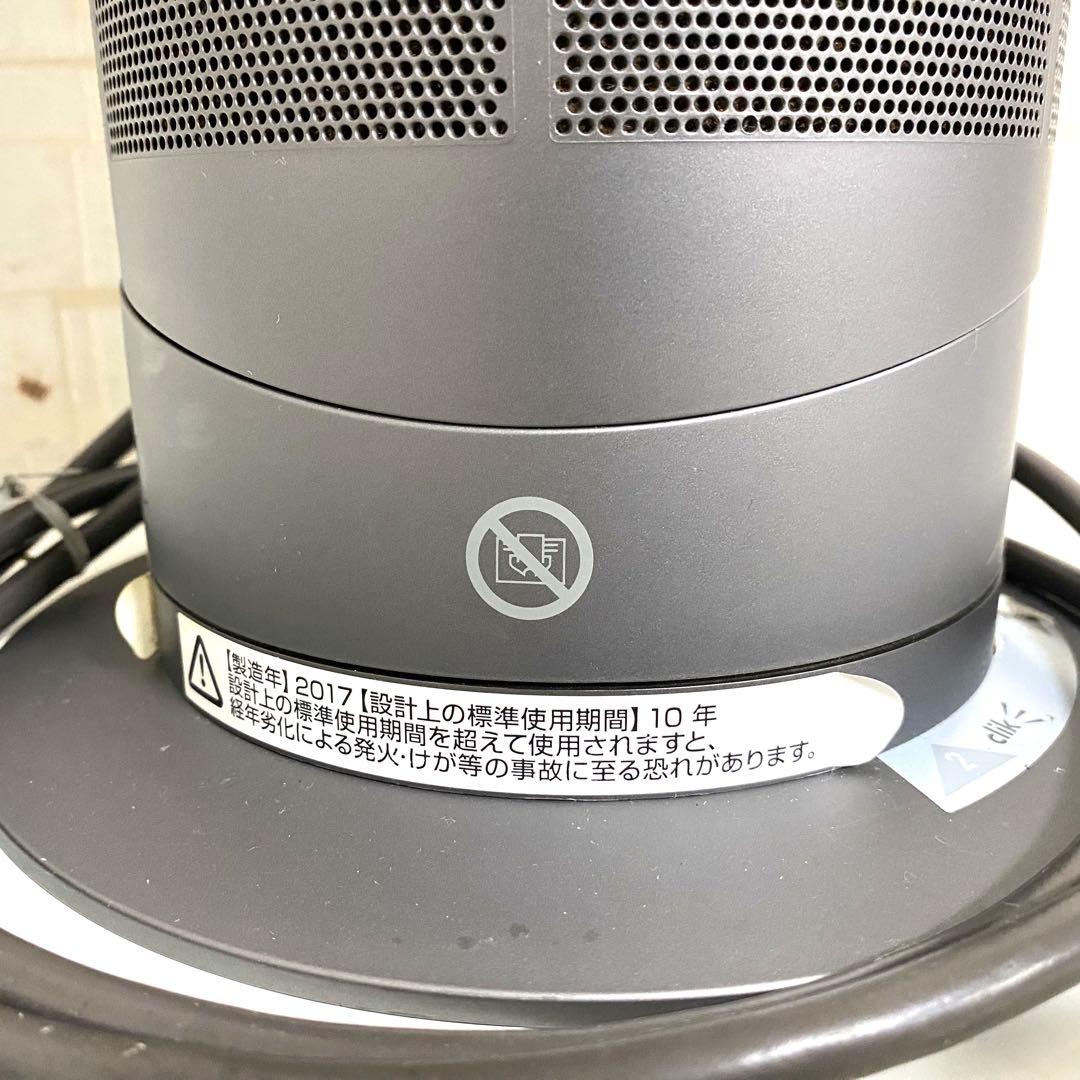 【製造年】2017【設計上の標準使用期間】10 年
設計上の標準使用期間を超えて使用されますと、
経年劣化による発火・けが等の事故に至る恐れがあります。
2 clik